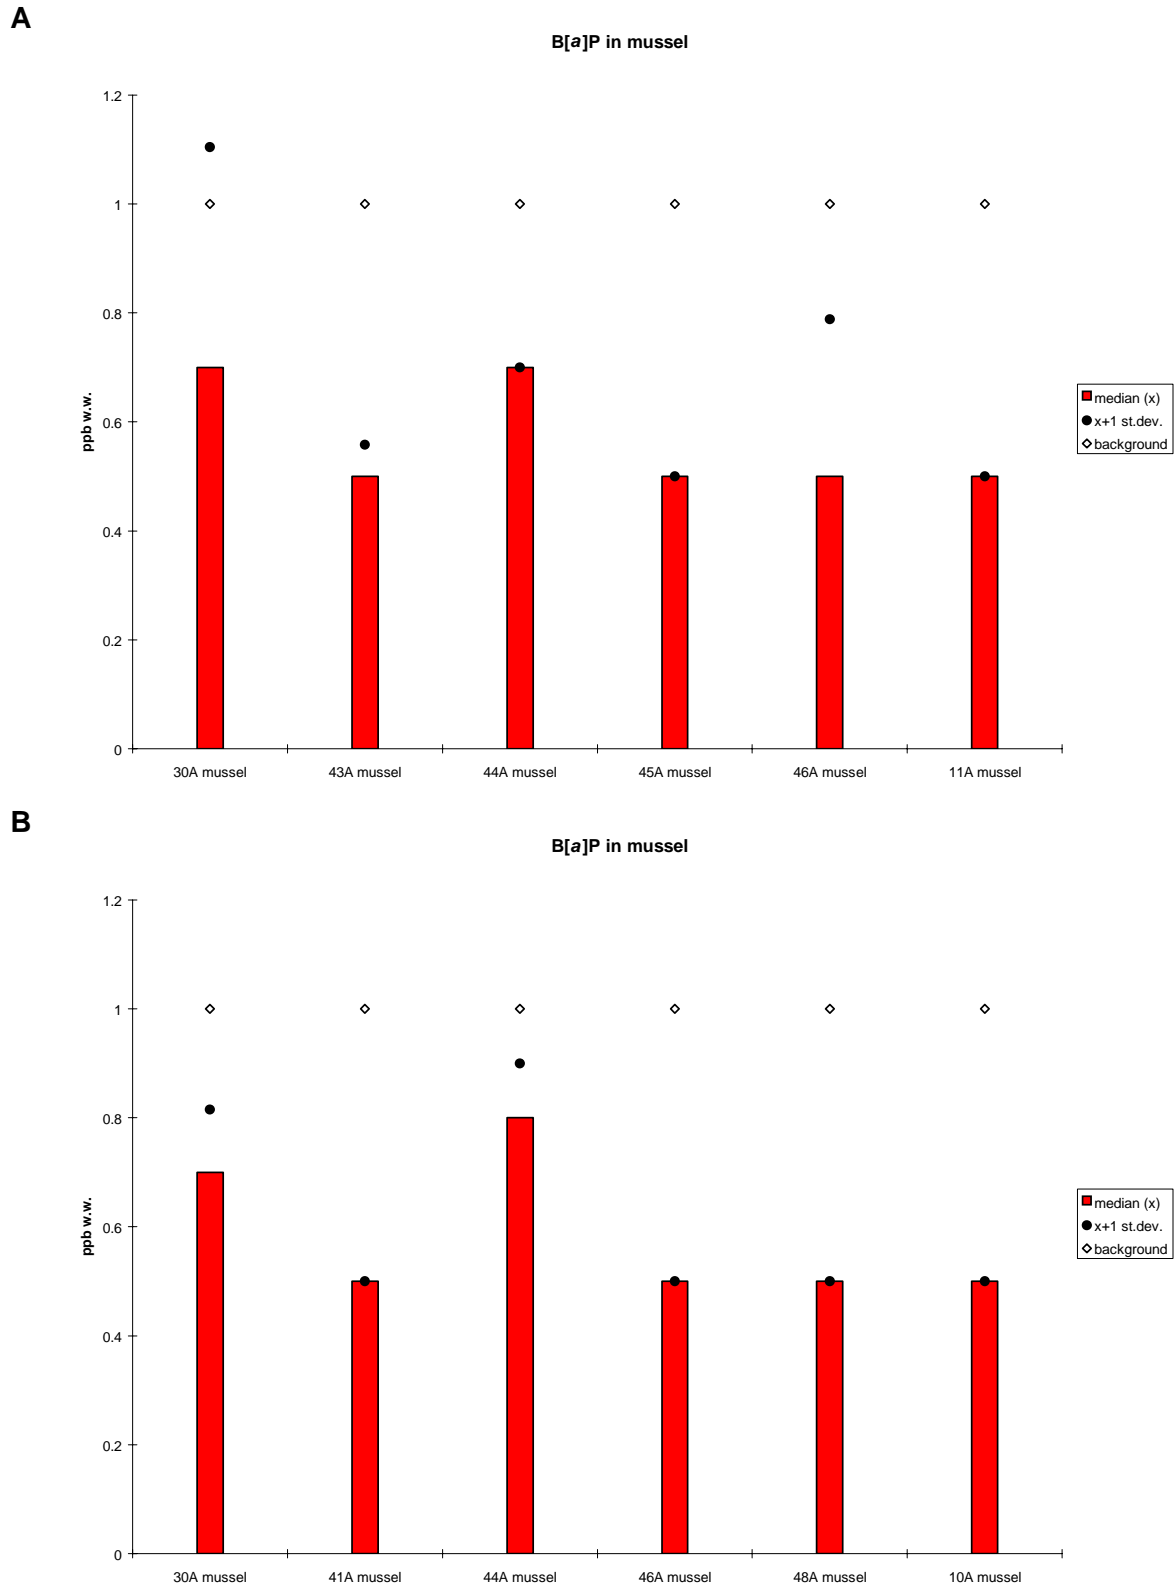 A
B[a]P in mussel
1.2
1
0.8
0.6
0.4
0.2
0
ppb w.w.
30A mussel 43A mussel 44A mussel 45A mussel 46A mussel 11A mussel
median (x)
x+1 st.dev.
background
B
B[a]P in mussel
1.2
1
0.8
0.6
0.4
0.2
0
ppb w.w.
30A mussel 41A mussel 44A mussel 46A mussel 48A mussel 10A mussel
median (x)
x+1 st.dev.
background